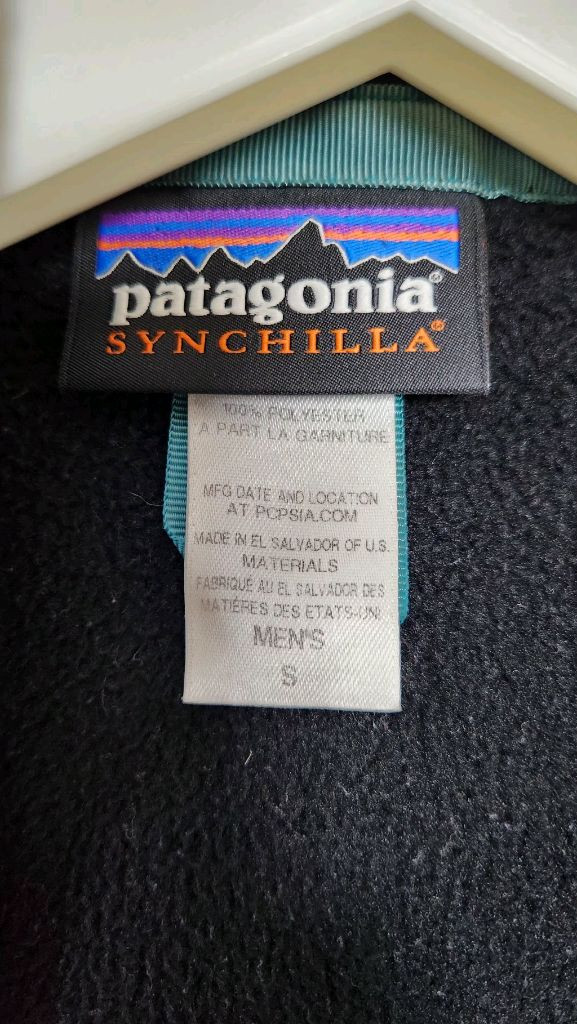 patagonia®
SYNCHILLA®
100% POLYESTER
A PART LA GARNITURE
MFG DATE AND LOCATION
AT PCPSIA.COM
MADE IN EL SALVADOR OF U.S.
MATERIALS
FABRIQUÉ AU EL SALVADOR DES
MATIÈRES DES ETATS-UNI
MEN'S
S